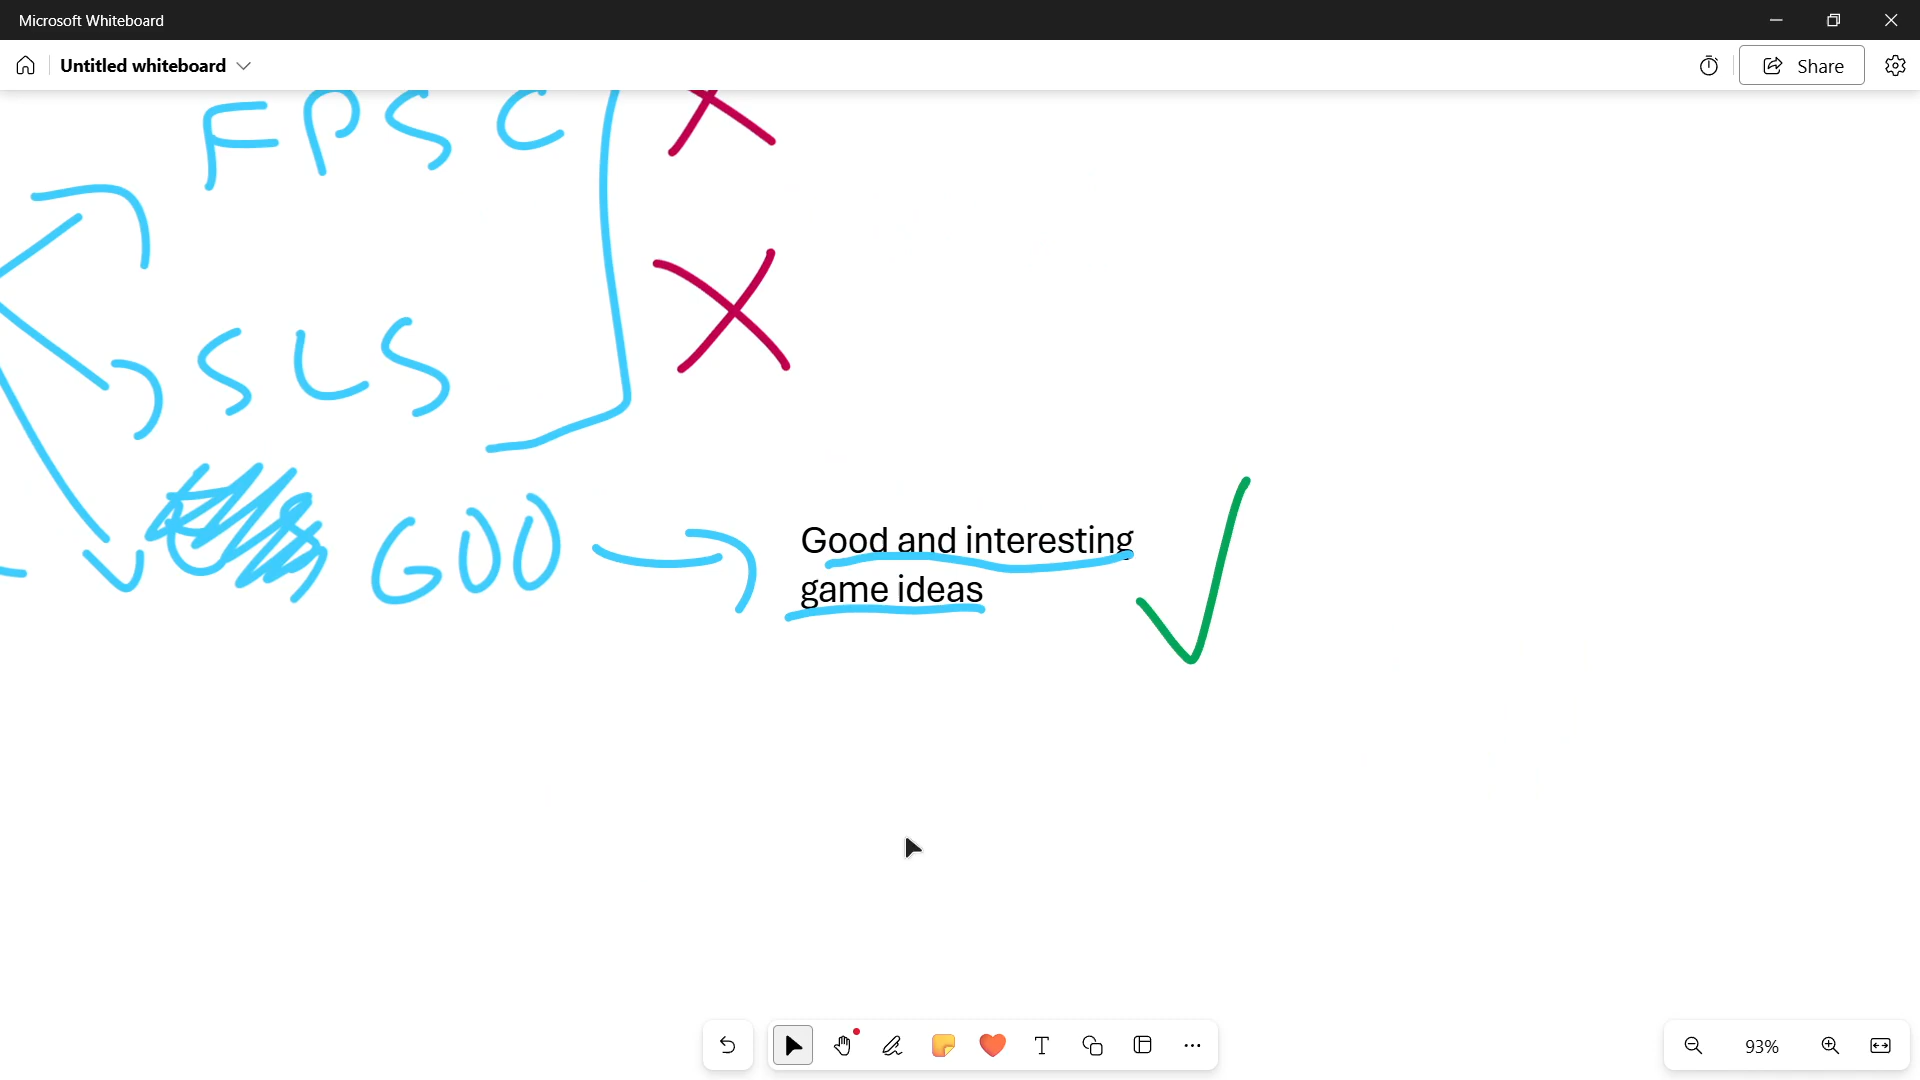 Microsoft Whiteboard
Untitled whiteboard
Share
FPSC
SLS
GOO
Good and interesting
game ideas
T
93%